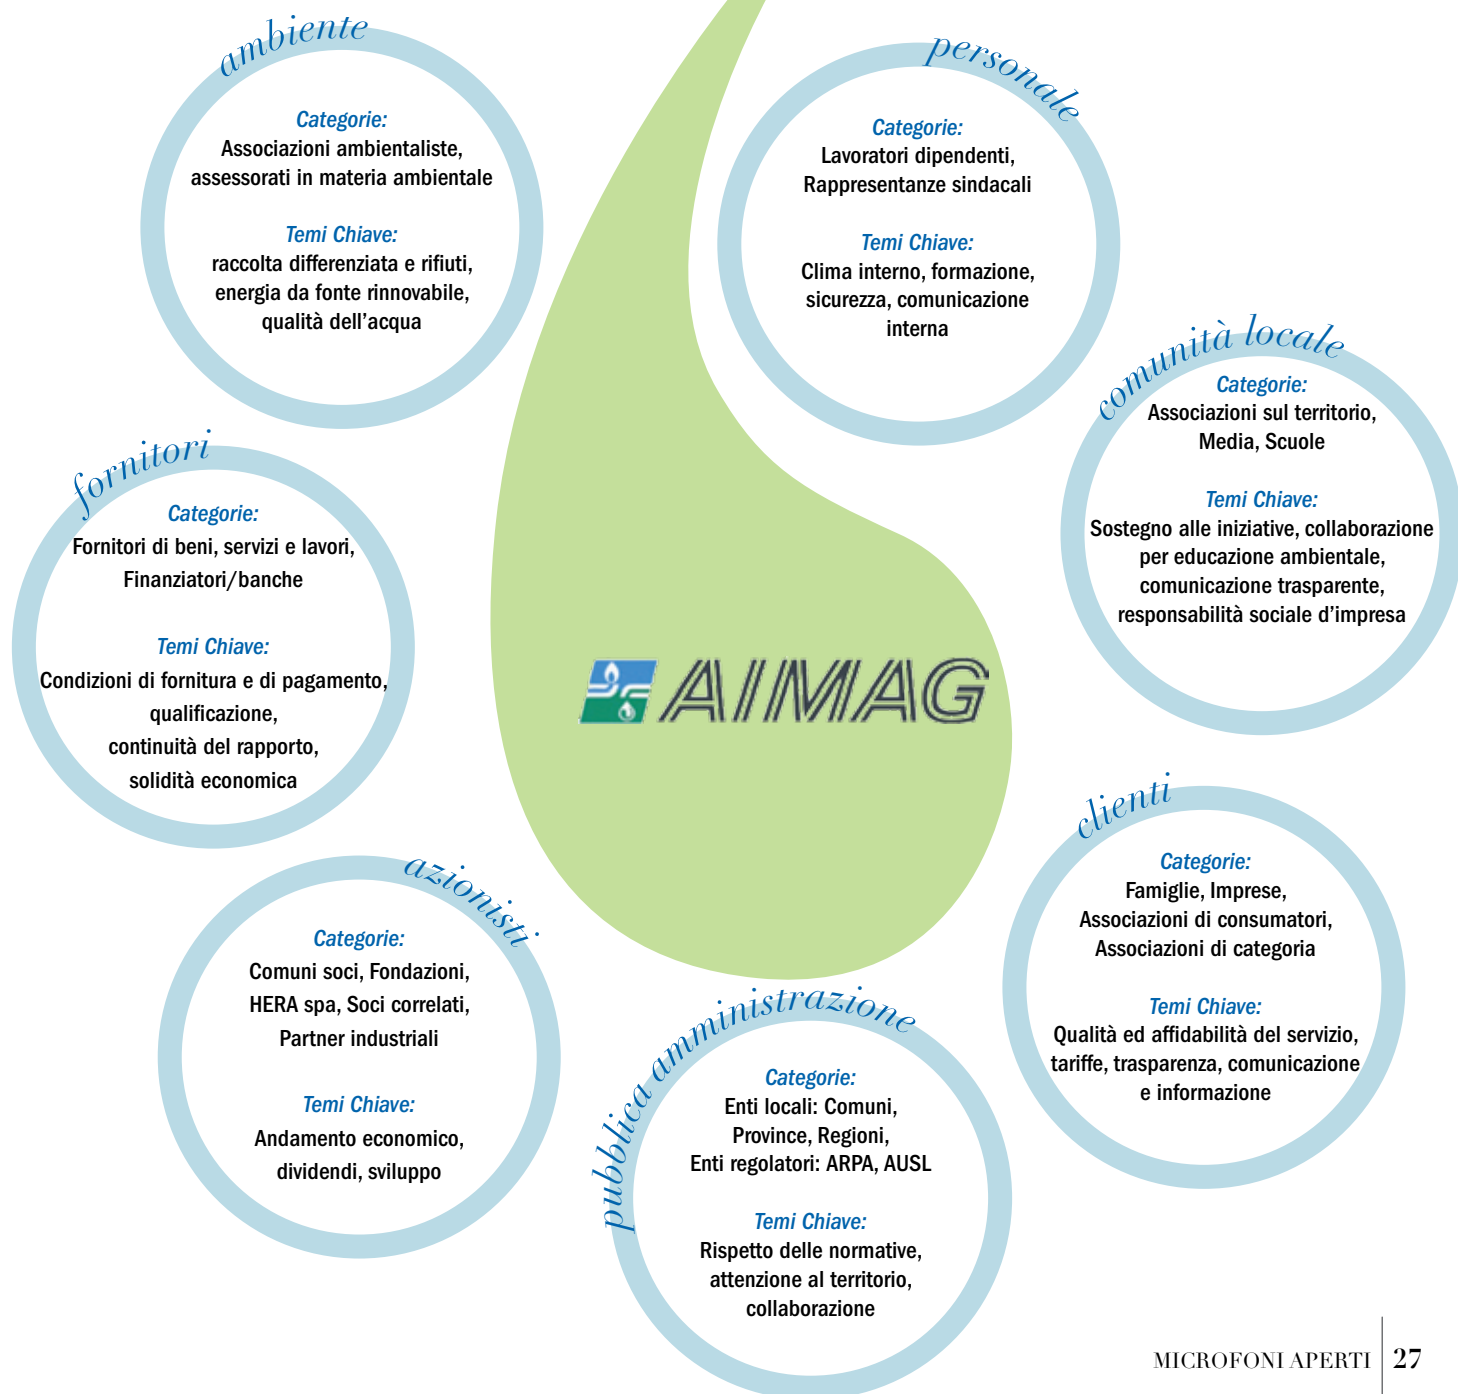 ambiente
Categorie:
Associazioni ambientaliste,
assessorati in materia ambientale
Temi Chiave:
raccolta differenziata e rifiuti,
energia da fonte rinnovabile,
qualità dell’acqua
personale
Categorie:
Lavoratori dipendenti,
Rappresentanze sindacali
Temi Chiave:
Clima interno, formazione,
sicurezza, comunicazione
interna
comunità locale
Categorie:
Associazioni sul territorio,
Media, Scuole
Temi Chiave:
Sostegno alle iniziative, collaborazione
per educazione ambientale,
comunicazione trasparente,
responsabilità sociale d’impresa
fornitori
Categorie:
Fornitori di beni, servizi e lavori,
Finanziatori/banche
Temi Chiave:
Condizioni di fornitura e di pagamento,
qualificazione,
continuità del rapporto,
solidità economica
AIMAG
clienti
Categorie:
Famiglie, Imprese,
Associazioni di consumatori,
Associazioni di categoria
Temi Chiave:
Qualità ed affidabilità del servizio,
tariffe, trasparenza, comunicazione
e informazione
azionisti
Categorie:
Comuni soci, Fondazioni,
HERA spa, Soci correlati,
Partner industriali
Temi Chiave:
Andamento economico,
dividendi, sviluppo
pubblica amministrazione
Categorie:
Enti locali: Comuni,
Province, Regioni,
Enti regolatori: ARPA, AUSL
Temi Chiave:
Rispetto delle normative,
attenzione al territorio,
collaborazione
MICROFONI APERTI 27